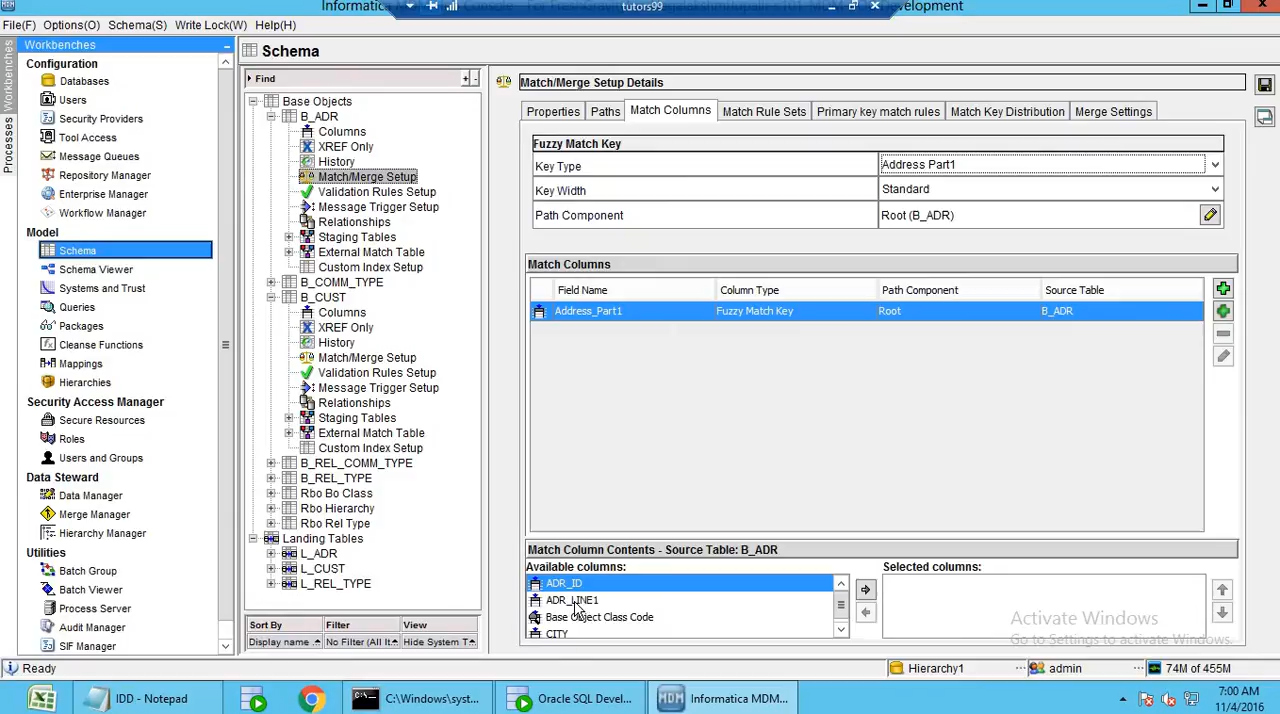 tutors99
Development
File(F) Options(O) Schema(S) Write Lock(W) Help(H)
Workbenches
Processes
Workbenches
Configuration
Databases
Users
Security Providers
Tool Access
Message Queues
Repository Manager
Enterprise Manager
Workflow Manager
Model
Schema
Schema Viewer
Systems and Trust
Queries
Packages
Cleanse Functions
Mappings
Hierarchies
Security Access Manager
Secure Resources
Roles
Users and Groups
Data Steward
Data Manager
Merge Manager
Hierarchy Manager
Utilities
Batch Group
Batch Viewer
Process Server
Audit Manager
SIF Manager
Schema
Find
Base Objects
B_ADR
Columns
XREF Only
History
Match/Merge Setup
Validation Rules Setup
Message Trigger Setup
Relationships
Staging Tables
External Match Table
Custom Index Setup
B_COMM_TYPE
B_CUST
Columns
XREF Only
History
Match/Merge Setup
Validation Rules Setup
Message Trigger Setup
Relationships
Staging Tables
External Match Table
Custom Index Setup
B_REL_COMM_TYPE
B_REL_TYPE
Rbo Bo Class
Rbo Hierarchy
Rbo Rel Type
Landing Tables
L_ADR
L_CUST
L_REL_TYPE
Sort By Filter View
Display name No Filter (All It Hide System T
Match/Merge Setup Details
Properties Paths Match Columns Match Rule Sets Primary key match rules Match Key Distribution Merge Settings
Fuzzy Match Key
Key Type Address Part1
Key Width Standard
Path Component Root (B_ADR)
Match Columns
Field Name Column Type Path Component Source Table
Address_Part1 Fuzzy Match Key Root B_ADR
Match Column Contents - Source Table: B_ADR
Available columns: Selected columns:
ADR_ID
ADR_LINE1
Base Object Class Code
CITY
Activate Windows
Go to Settings to activate Windows.
Ready Hierarchy1 admin 74M of 455M
IDD - Notepad C:\Windows\syst... Oracle SQL Devel... Informatica MDM... 7:00 AM
11/4/2016